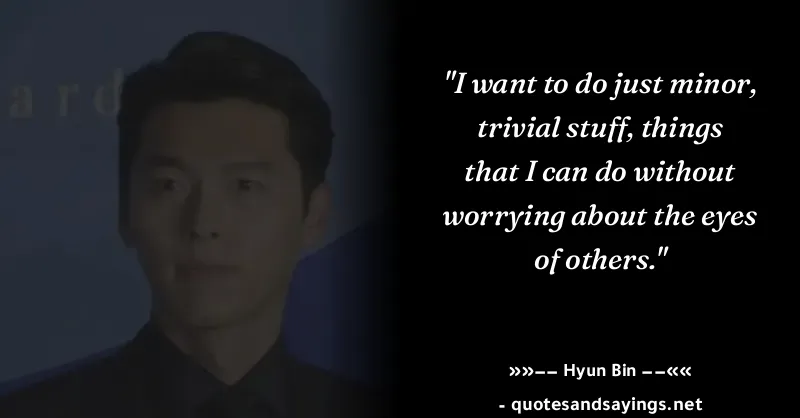 ard
"I want to do just minor,
trivial stuff, things
that I can do without
worrying about the eyes
of others."
»»–– Hyun Bin ––««
- quotesandsayings.net